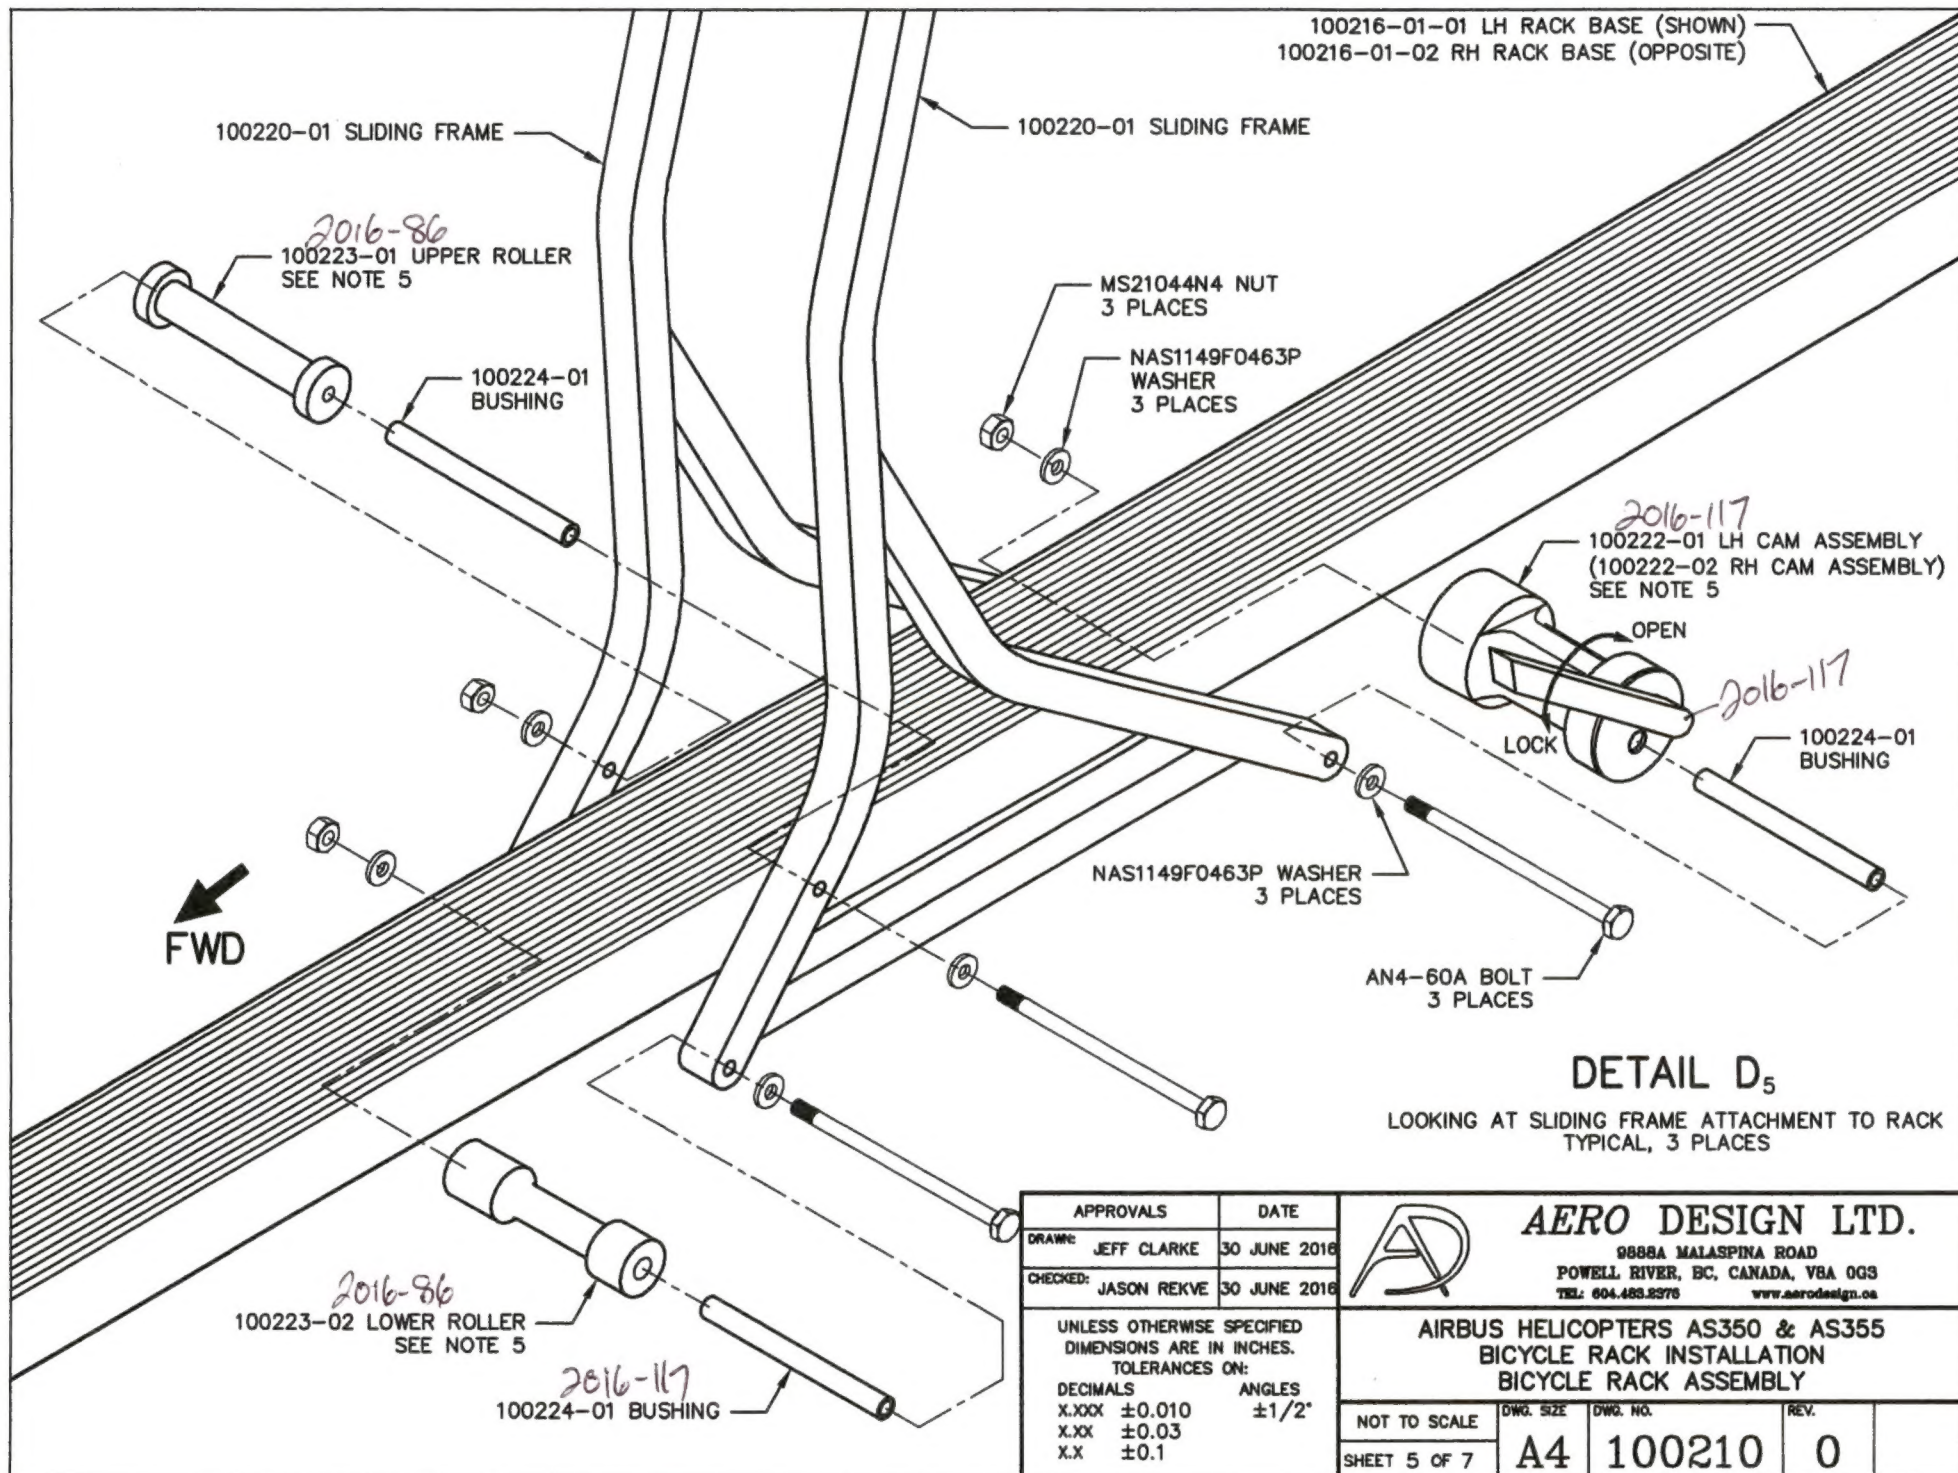 100216-01-01 LH RACK BASE (SHOWN)
100216-01-02 RH RACK BASE (OPPOSITE)
100220-01 SLIDING FRAME
100220-01 SLIDING FRAME
2016-86
100223-01 UPPER ROLLER
SEE NOTE 5
MS21044N4 NUT
3 PLACES
NAS1149F0463P
WASHER
3 PLACES
100224-01
BUSHING
2016-117
100222-01 LH CAM ASSEMBLY
(100222-02 RH CAM ASSEMBLY)
SEE NOTE 5
OPEN
2016-117
LOCK
100224-01
BUSHING
NAS1149F0463P WASHER
3 PLACES
FWD
AN4-60A BOLT
3 PLACES
DETAIL D5
LOOKING AT SLIDING FRAME ATTACHMENT TO RACK
TYPICAL, 3 PLACES
2016-86
100223-02 LOWER ROLLER
SEE NOTE 5
2016-117
100224-01 BUSHING
APPROVALS DATE
DRAWN: JEFF CLARKE 30 JUNE 2016
CHECKED: JASON REKVE 30 JUNE 2016
UNLESS OTHERWISE SPECIFIED
DIMENSIONS ARE IN INCHES.
TOLERANCES ON:
DECIMALS ANGLES
X.XXX ±0.010 ±1/2°
X.XX ±0.03
X.X ±0.1
AD
AERO DESIGN LTD.
9888A MALASPINA ROAD
POWELL RIVER, BC, CANADA, V8A 0G3
TEL: 604.483.2376 www.aerodesign.ca
AIRBUS HELICOPTERS AS350 & AS355
BICYCLE RACK INSTALLATION
BICYCLE RACK ASSEMBLY
NOT TO SCALE
SHEET 5 OF 7
DWG. SIZE
A4
DWG. NO.
100210
REV.
0